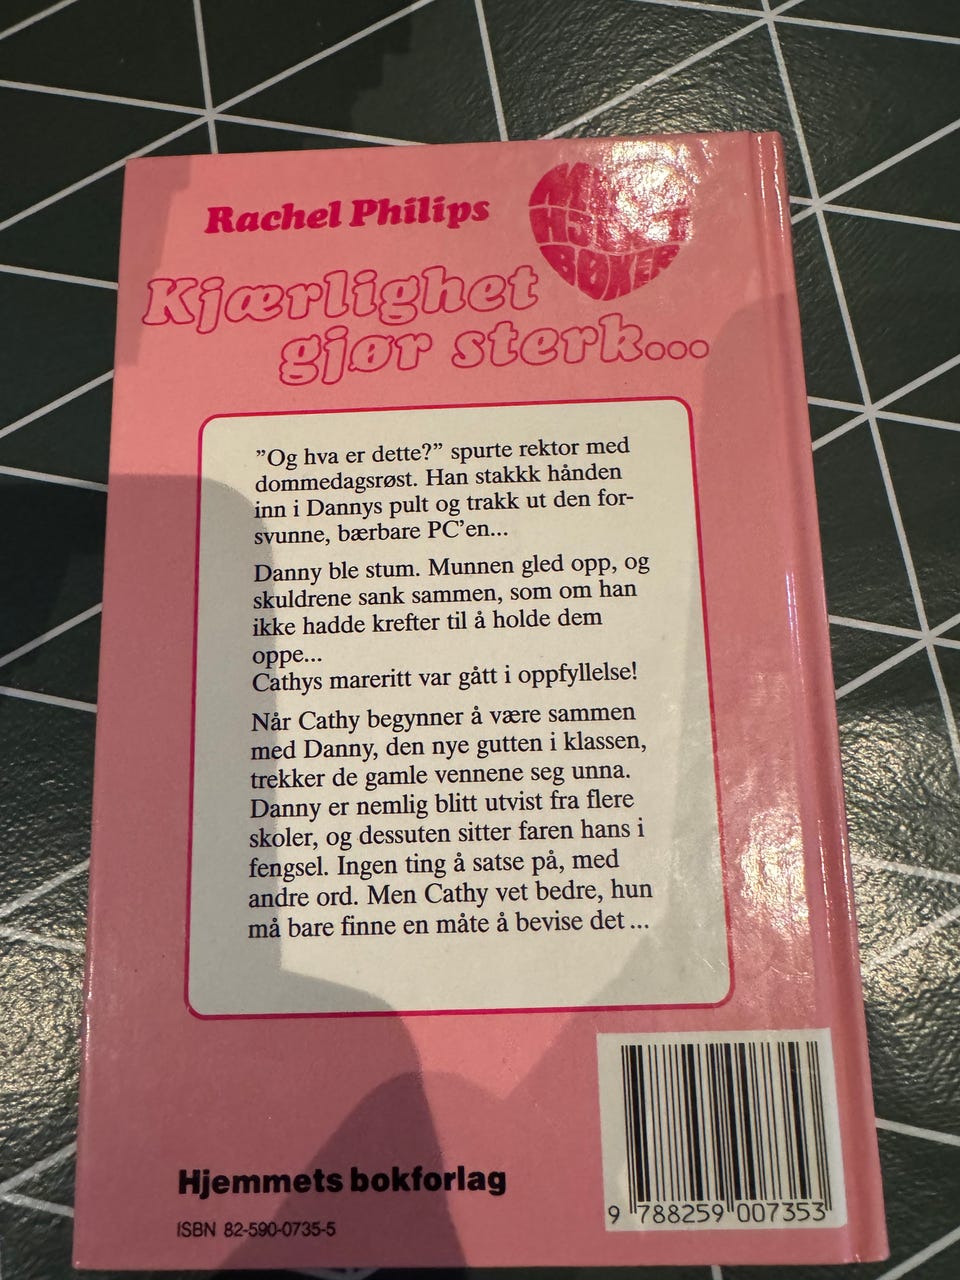 Rachel Philips
HJERT
BØKER
Kjærlighet
gjør sterk...
”Og hva er dette?” spurte rektor med
dommedagsrøst. Han stakkk hånden
inn i Dannys pult og trakk ut den for-
svunne, bærbare PC’en...
Danny ble stum. Munnen gled opp, og
skuldrene sank sammen, som om han
ikke hadde krefter til å holde dem
oppe...
Cathys mareritt var gått i oppfyllelse!
Når Cathy begynner å være sammen
med Danny, den nye gutten i klassen,
trekker de gamle vennene seg unna.
Danny er nemlig blitt utvist fra flere
skoler, og dessuten sitter faren hans i
fengsel. Ingen ting å satse på, med
andre ord. Men Cathy vet bedre, hun
må bare finne en måte å bevise det...
Hjemmets bokforlag
ISBN 82-590-0735-5
9 788259 007353